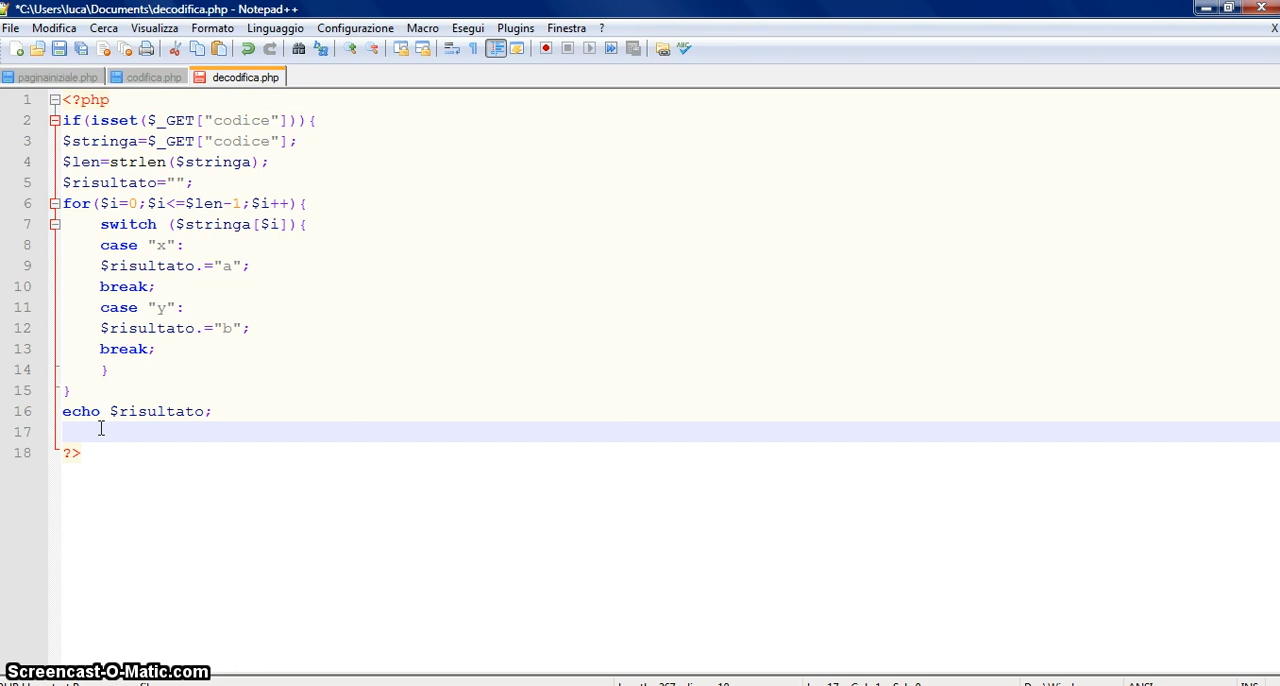 *C:\Users\luca\Documents\decodifica.php - Notepad++
File Modifica Cerca Visualizza Formato Linguaggio Configurazione Macro Esegui Plugins Finestra ? X
paginainiziale.php codifica.php decodifica.php
1 <?php
2 if(isset($_GET["codice"])){
3 $stringa=$_GET["codice"];
4 $len=strlen($stringa);
5 $risultato="";
6 for($i=0;$i<=$len-1;$i++){
7 switch ($stringa[$i]){
8 case "x":
9 $risultato.="a";
10 break;
11 case "y":
12 $risultato.="b";
13 break;
14 }
15 }
16 echo $risultato;
17
18 ?>
Screencast-O-Matic.com